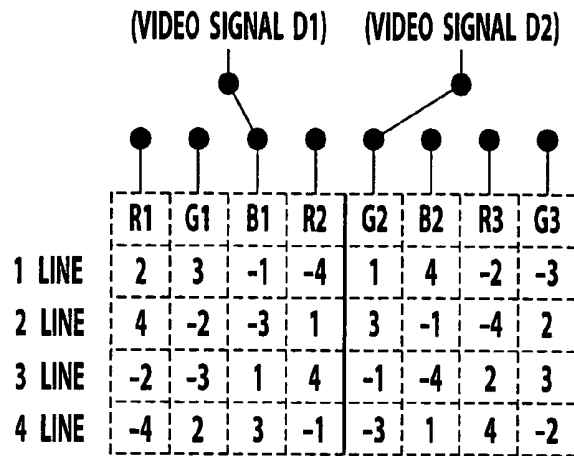 (VIDEO SIGNAL D1) (VIDEO SIGNAL D2)
R1 G1 B1 R2 G2 B2 R3 G3
1 LINE 2 3 -1 -4 1 4 -2 -3
2 LINE 4 -2 -3 1 3 -1 -4 2
3 LINE -2 -3 1 4 -1 -4 2 3
4 LINE -4 2 3 -1 -3 1 4 -2